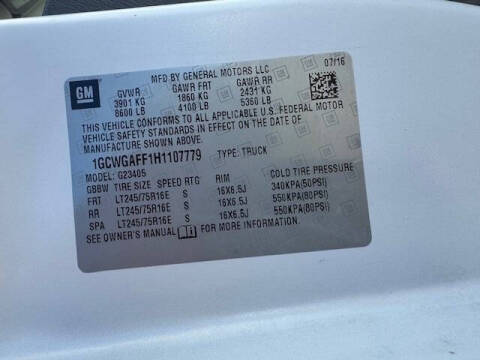 MFD BY GENERAL MOTORS LLC 07/16
GM GVWR GAWR FRT GAWR RR
3901 KG 1860 KG 2431 KG
8600 LB 4100 LB 5360 LB
THIS VEHICLE CONFORMS TO ALL APPLICABLE U.S. FEDERAL MOTOR
VEHICLE SAFETY STANDARDS IN EFFECT ON THE DATE OF
MANUFACTURE SHOWN ABOVE.
1GCWGAFF1H1107779 TYPE: TRUCK
MODEL: G23405
GBBW TIRE SIZE SPEED RTG RIM COLD TIRE PRESSURE
FRT LT245/75R16E S 16X6.5J 340KPA(50PSI)
RR LT245/75R16E S 16X6.5J 550KPA(80PSI)
SPA LT245/75R16E S 16X6.5J 550KPA(80PSI)
SEE OWNER'S MANUAL FOR MORE INFORMATION.